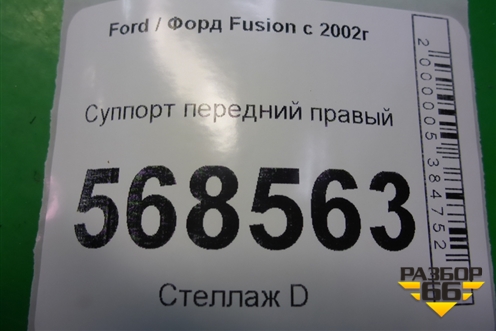 Ford / Форд Fusion с 2002г
Суппорт передний правый
568563
Стеллаж D
2000005384752
РАЗБОР
66